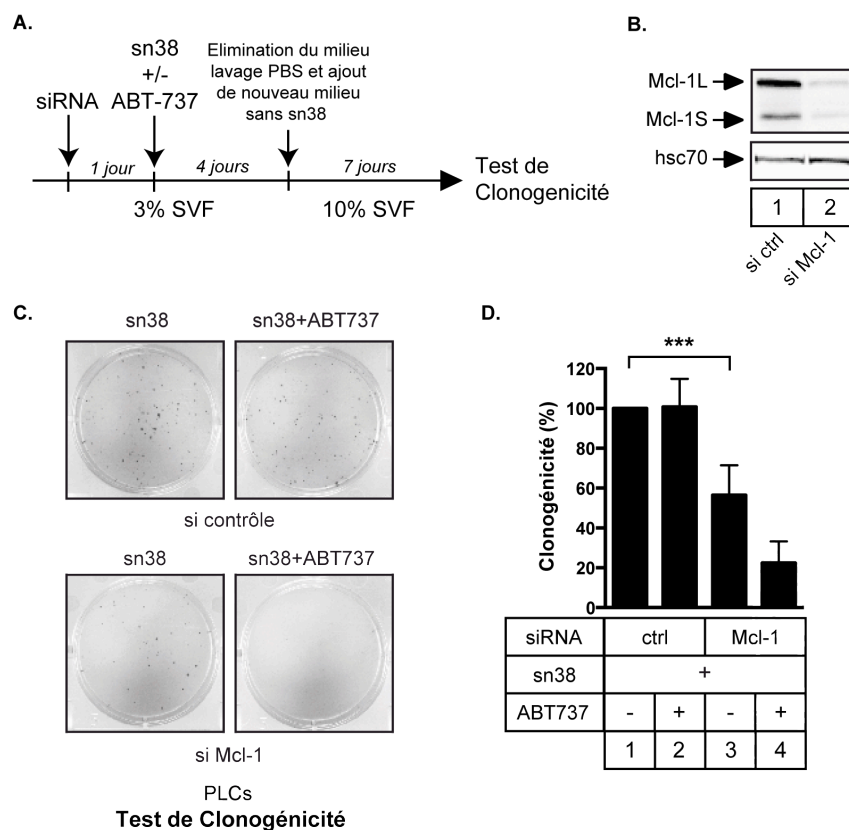 A.
sn38
+/-
ABT-737
siRNA
Elimination du milieu
lavage PBS et ajout
de nouveau milieu
sans sn38
1 jour
4 jours
7 jours
3% SVF
10% SVF
Test de
Clonogenicité
B.
Mcl-1L
Mcl-1S
hsc70
1 2
si ctrl
si Mcl-1
C.
sn38 sn38+ABT737
si contrôle
sn38 sn38+ABT737
si Mcl-1
PLCs
Test de Clonogénicité
D.
***
Clonogénicité (%)
120
100
80
60
40
20
0
siRNA ctrl Mcl-1
sn38 +
ABT737 - + - +
1 2 3 4